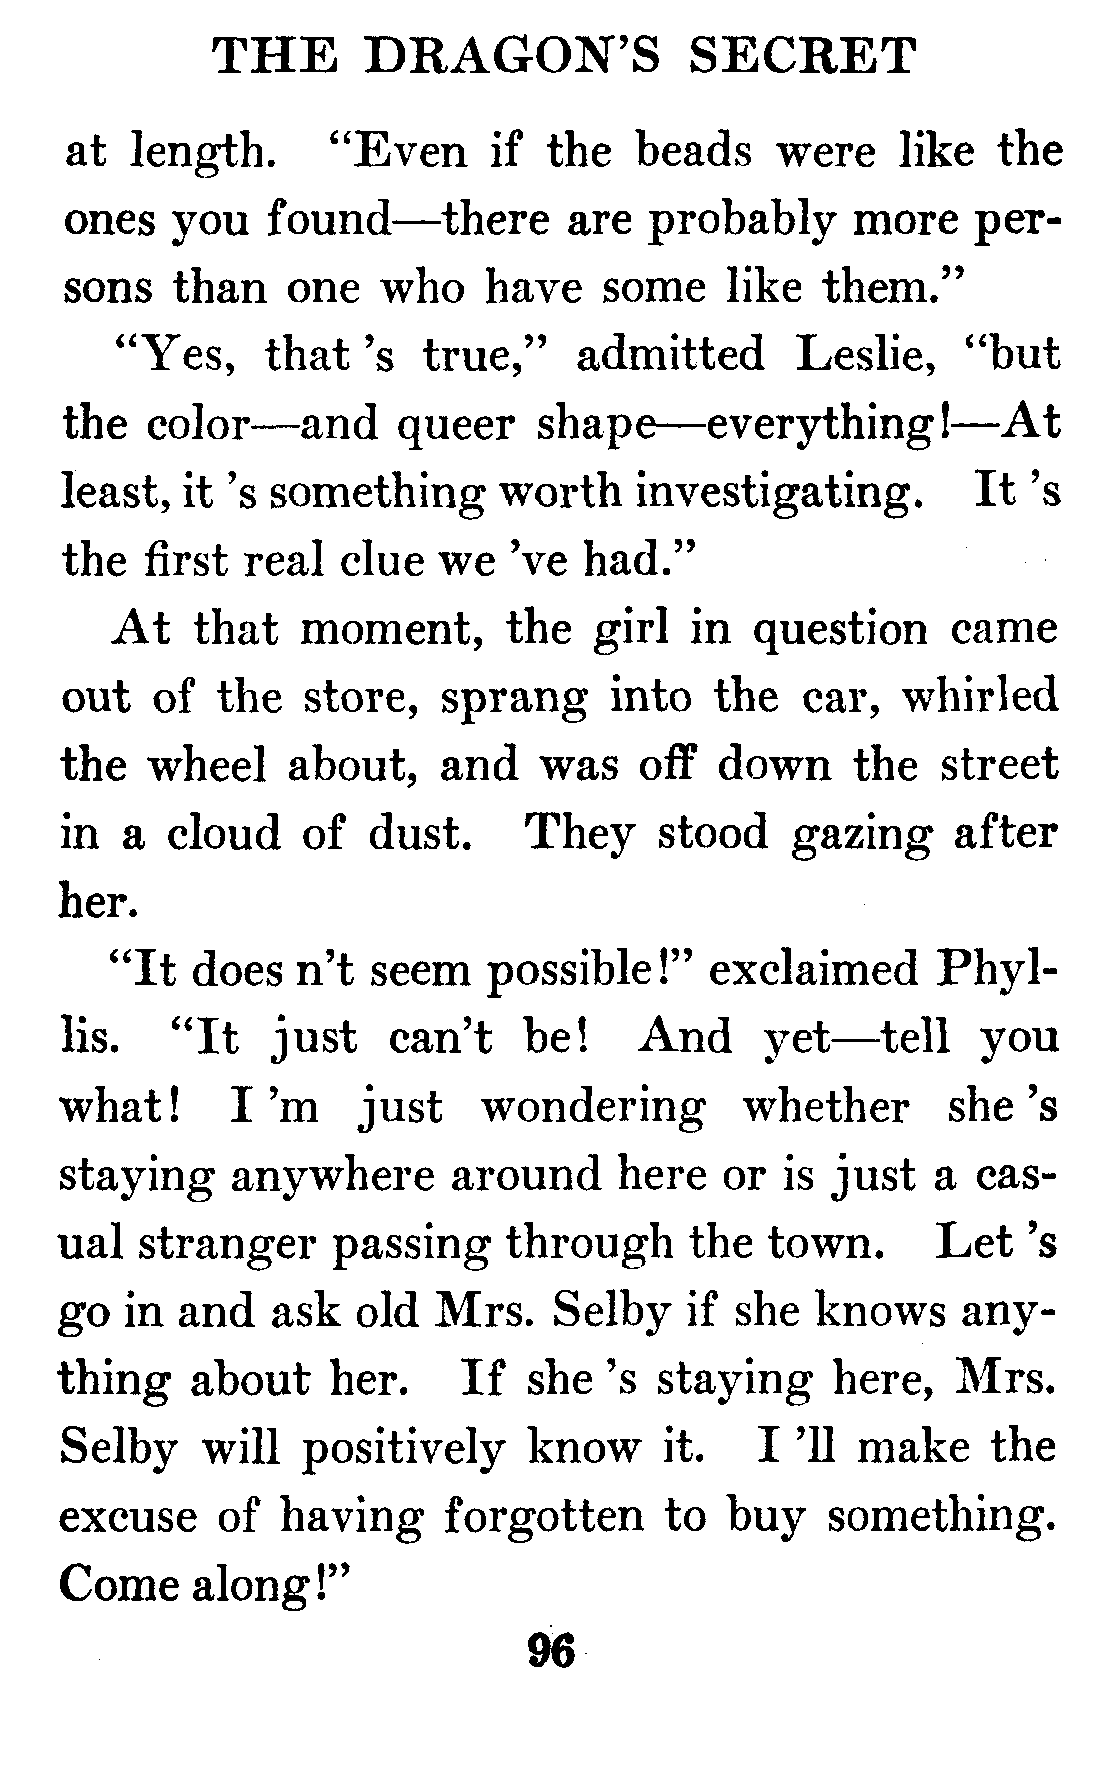 THE DRAGON'S SECRET
at length. “Even if the beads were like the
ones you found—there are probably more per-
sons than one who have some like them.”
“Yes, that 's true,” admitted Leslie, “but
the color—and queer shape—everything!—At
least, it 's something worth investigating. It 's
the first real clue we 've had.”
At that moment, the girl in question came
out of the store, sprang into the car, whirled
the wheel about, and was off down the street
in a cloud of dust. They stood gazing after
her.
“It does n't seem possible!” exclaimed Phyl-
lis. “It just can't be! And yet—tell you
what! I 'm just wondering whether she 's
staying anywhere around here or is just a cas-
ual stranger passing through the town. Let 's
go in and ask old Mrs. Selby if she knows any-
thing about her. If she 's staying here, Mrs.
Selby will positively know it. I 'll make the
excuse of having forgotten to buy something.
Come along!”
96